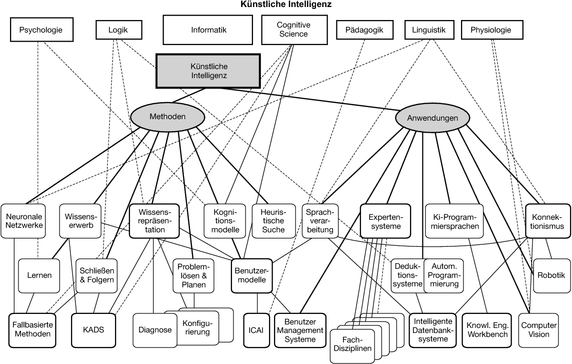 Künstliche Intelligenz
Psychologie
Logik
Informatik
Cognitive
Science
Pädagogik
Linguistik
Physiologie
Künstliche
Intelligenz
Methoden
Anwendungen
Neuronale
Netzwerke
Wissens-
erwerb
Wissens-
repräsen-
tation
Kogni-
tions-
modelle
Heuris-
tische
Suche
Sprach-
verar-
beitung
Experten-
systeme
Ki-Program-
miersprachen
Konnek-
tionismus
Lernen
Schließen
& Folgern
Problem-
lösen &
Planen
Benutzer-
modelle
Deduk-
tions-
systeme
Autom.
Program-
mierung
Robotik
Fallbasierte
Methoden
KADS
Diagnose
Konfigu-
rierung
ICAI
Benutzer
Management
Systeme
Fach-
Disziplinen
Intelligente
Datenbank-
systeme
Knowl. Eng.
Workbench
Computer
Vision